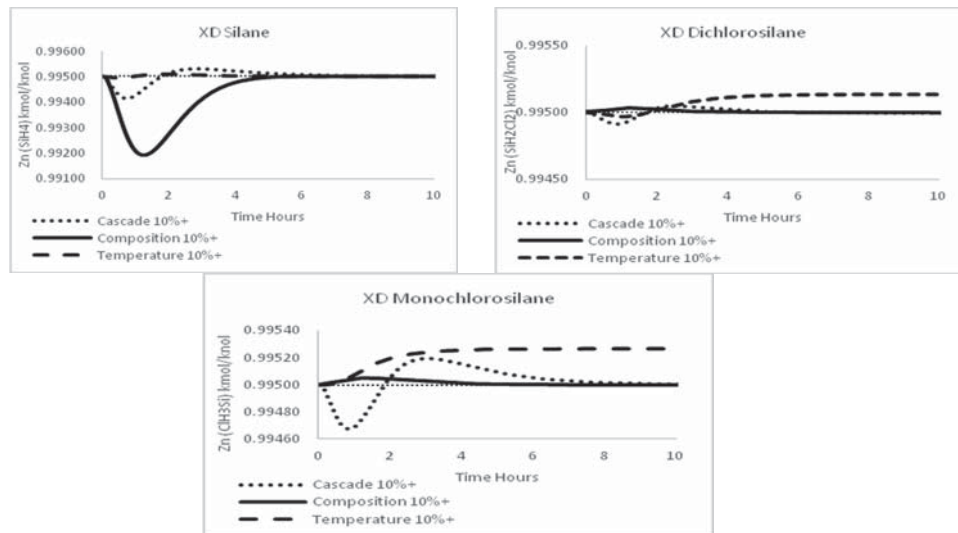 XD Silane
Zn (SiH4) kmol/knol
0.99600
0.99500
0.99400
0.99300
0.99200
0.99100
0 2 4 6 8 10
Time Hours
Cascade 10%+
Composition 10%+
Temperature 10%+
XD Dichlorosilane
Zn (SiH2Cl2) kmol/knol
0.99550
0.99500
0.99450
0 2 4 6 8 10
Time Hours
Cascade 10%+
Composition 10%+
Temperature 10%+
XD Monochlorosilane
Zn (ClH3Si) kmol/knol
0.99540
0.99520
0.99500
0.99480
0.99460
0 2 4 6 8 10
Time Hours
Cascade 10%+
Composition 10%+
Temperature 10%+